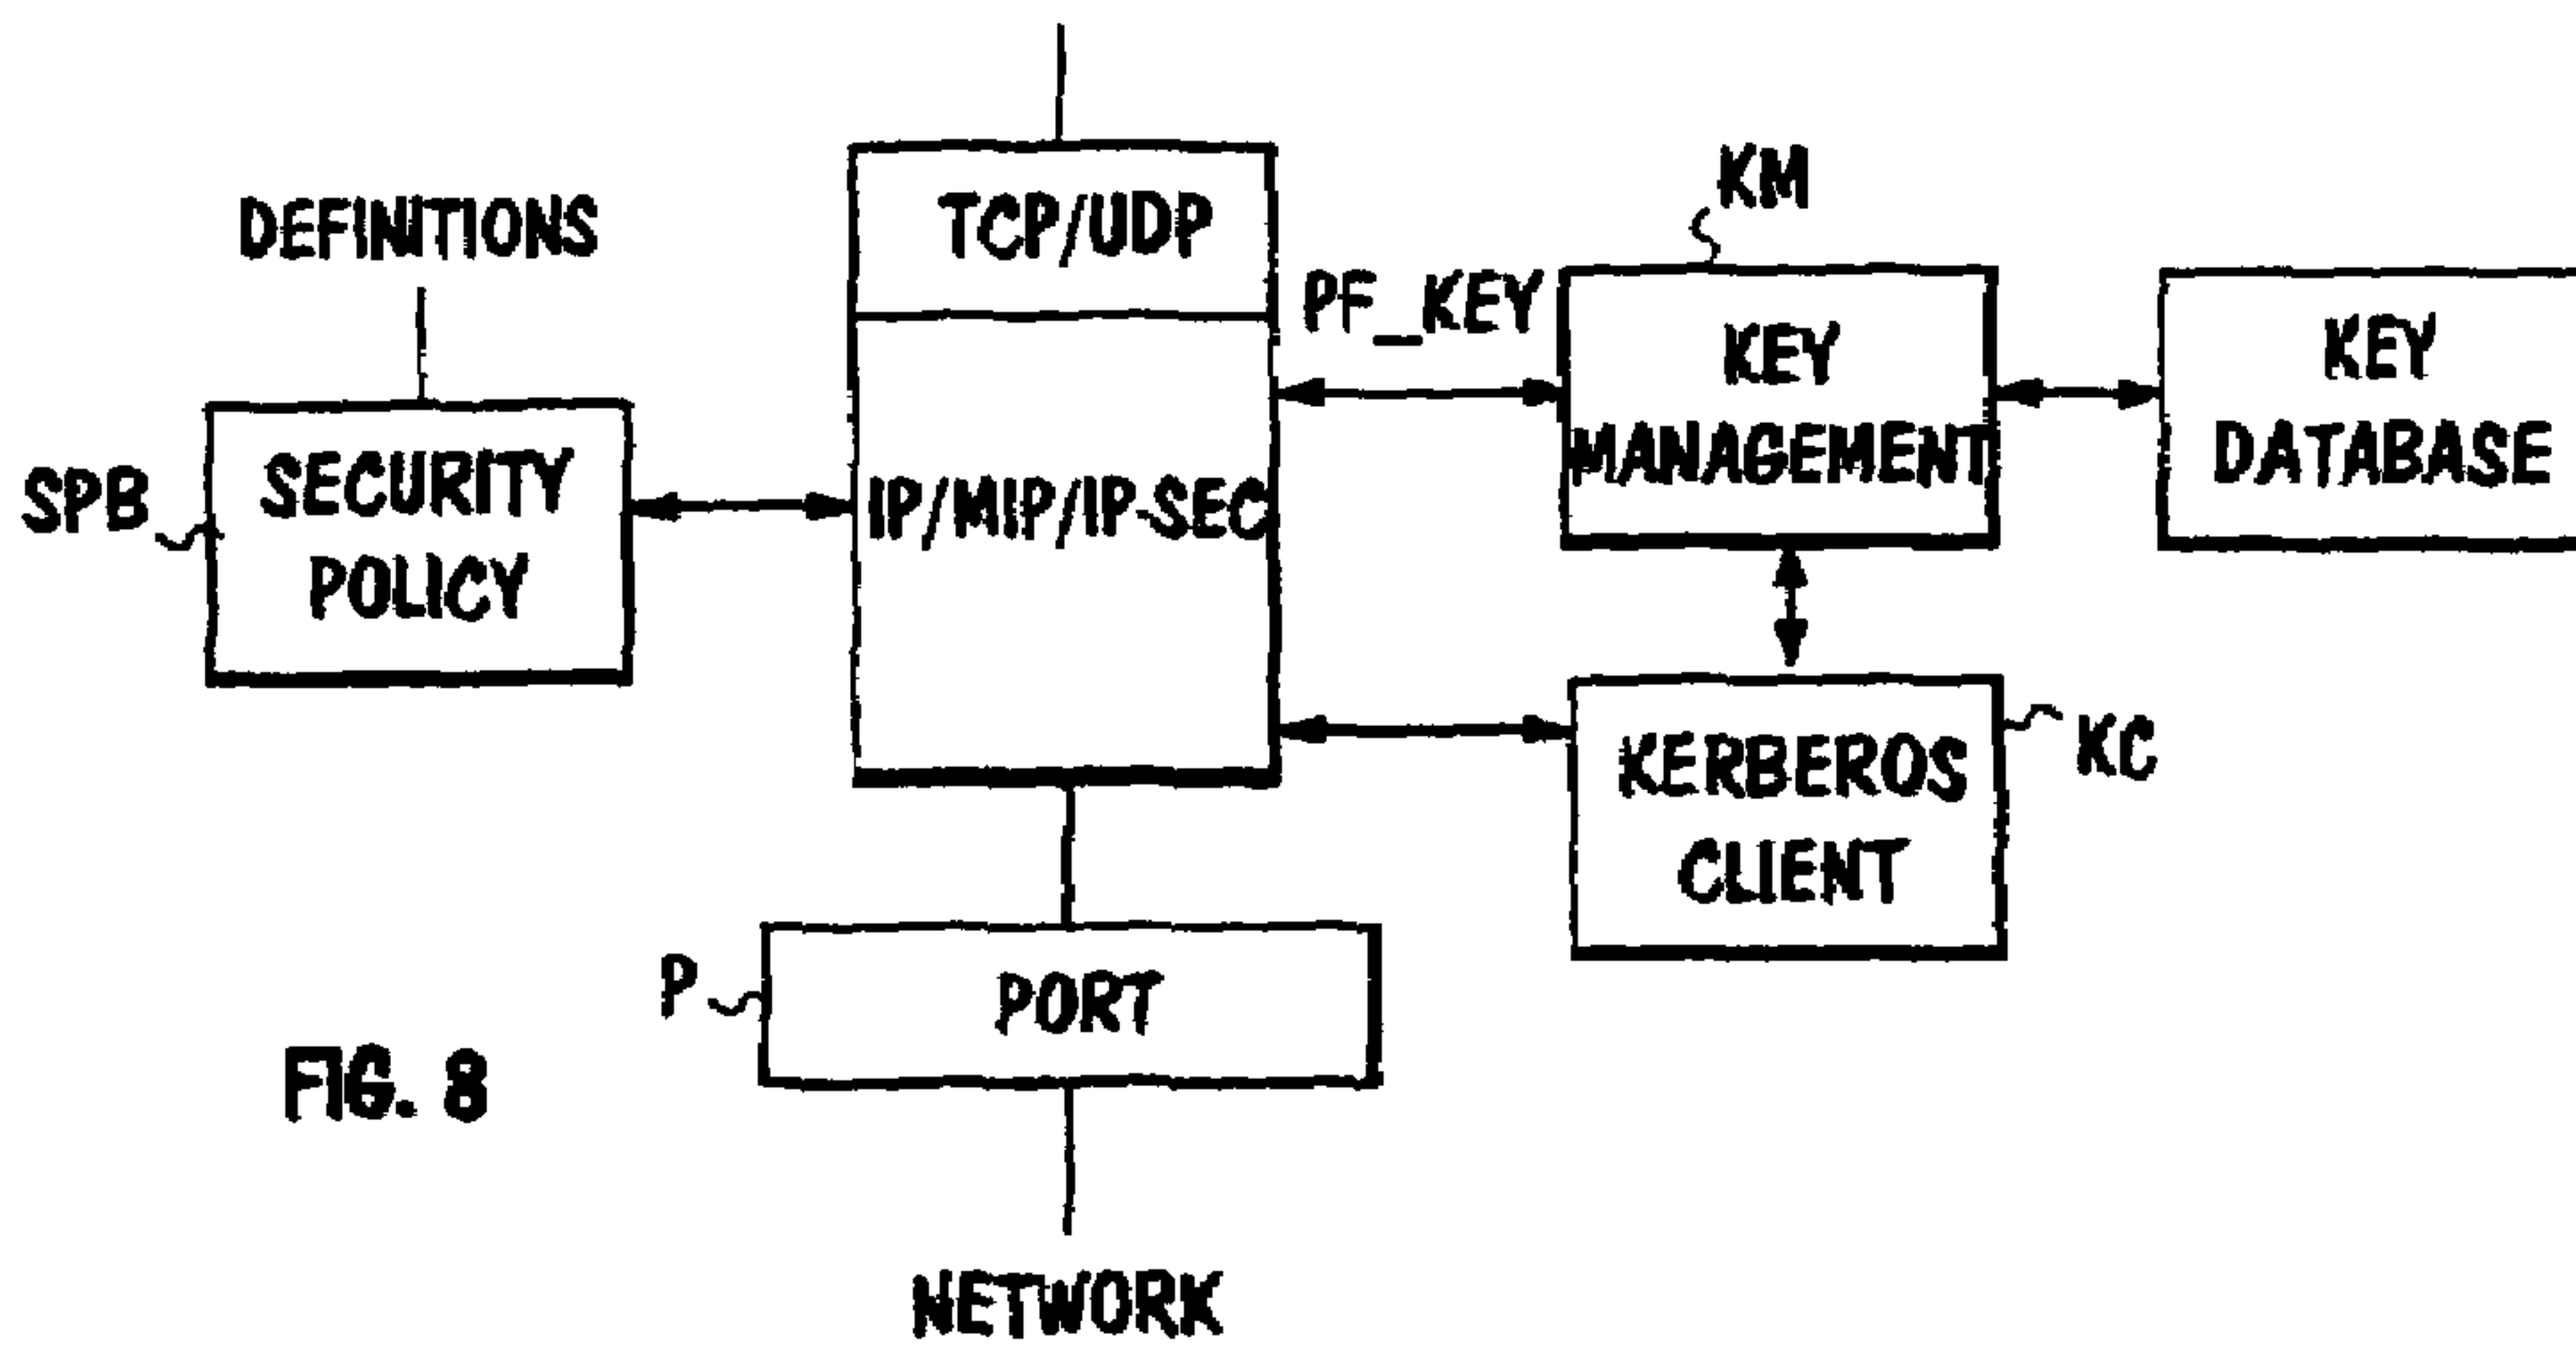 DEFINITIONS
SPB
SECURITY
POLICY
TCP/UDP
IP/MIP/IP-SEC
PF_KEY
KM
KEY
MANAGEMENT
KEY
DATABASE
KERBEROS
CLIENT
KC
P
PORT
FIG. 8
NETWORK